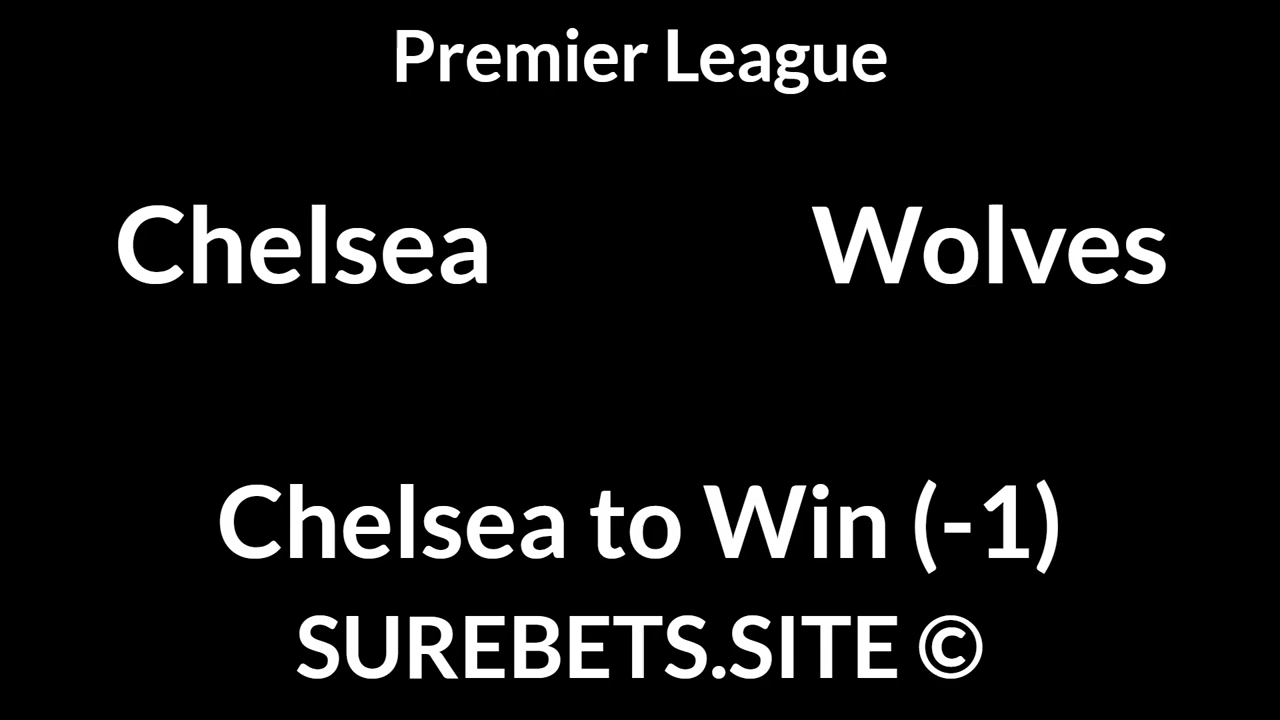 Premier League
Chelsea Wolves
Chelsea to Win (-1)
SUREBETS.SITE ©